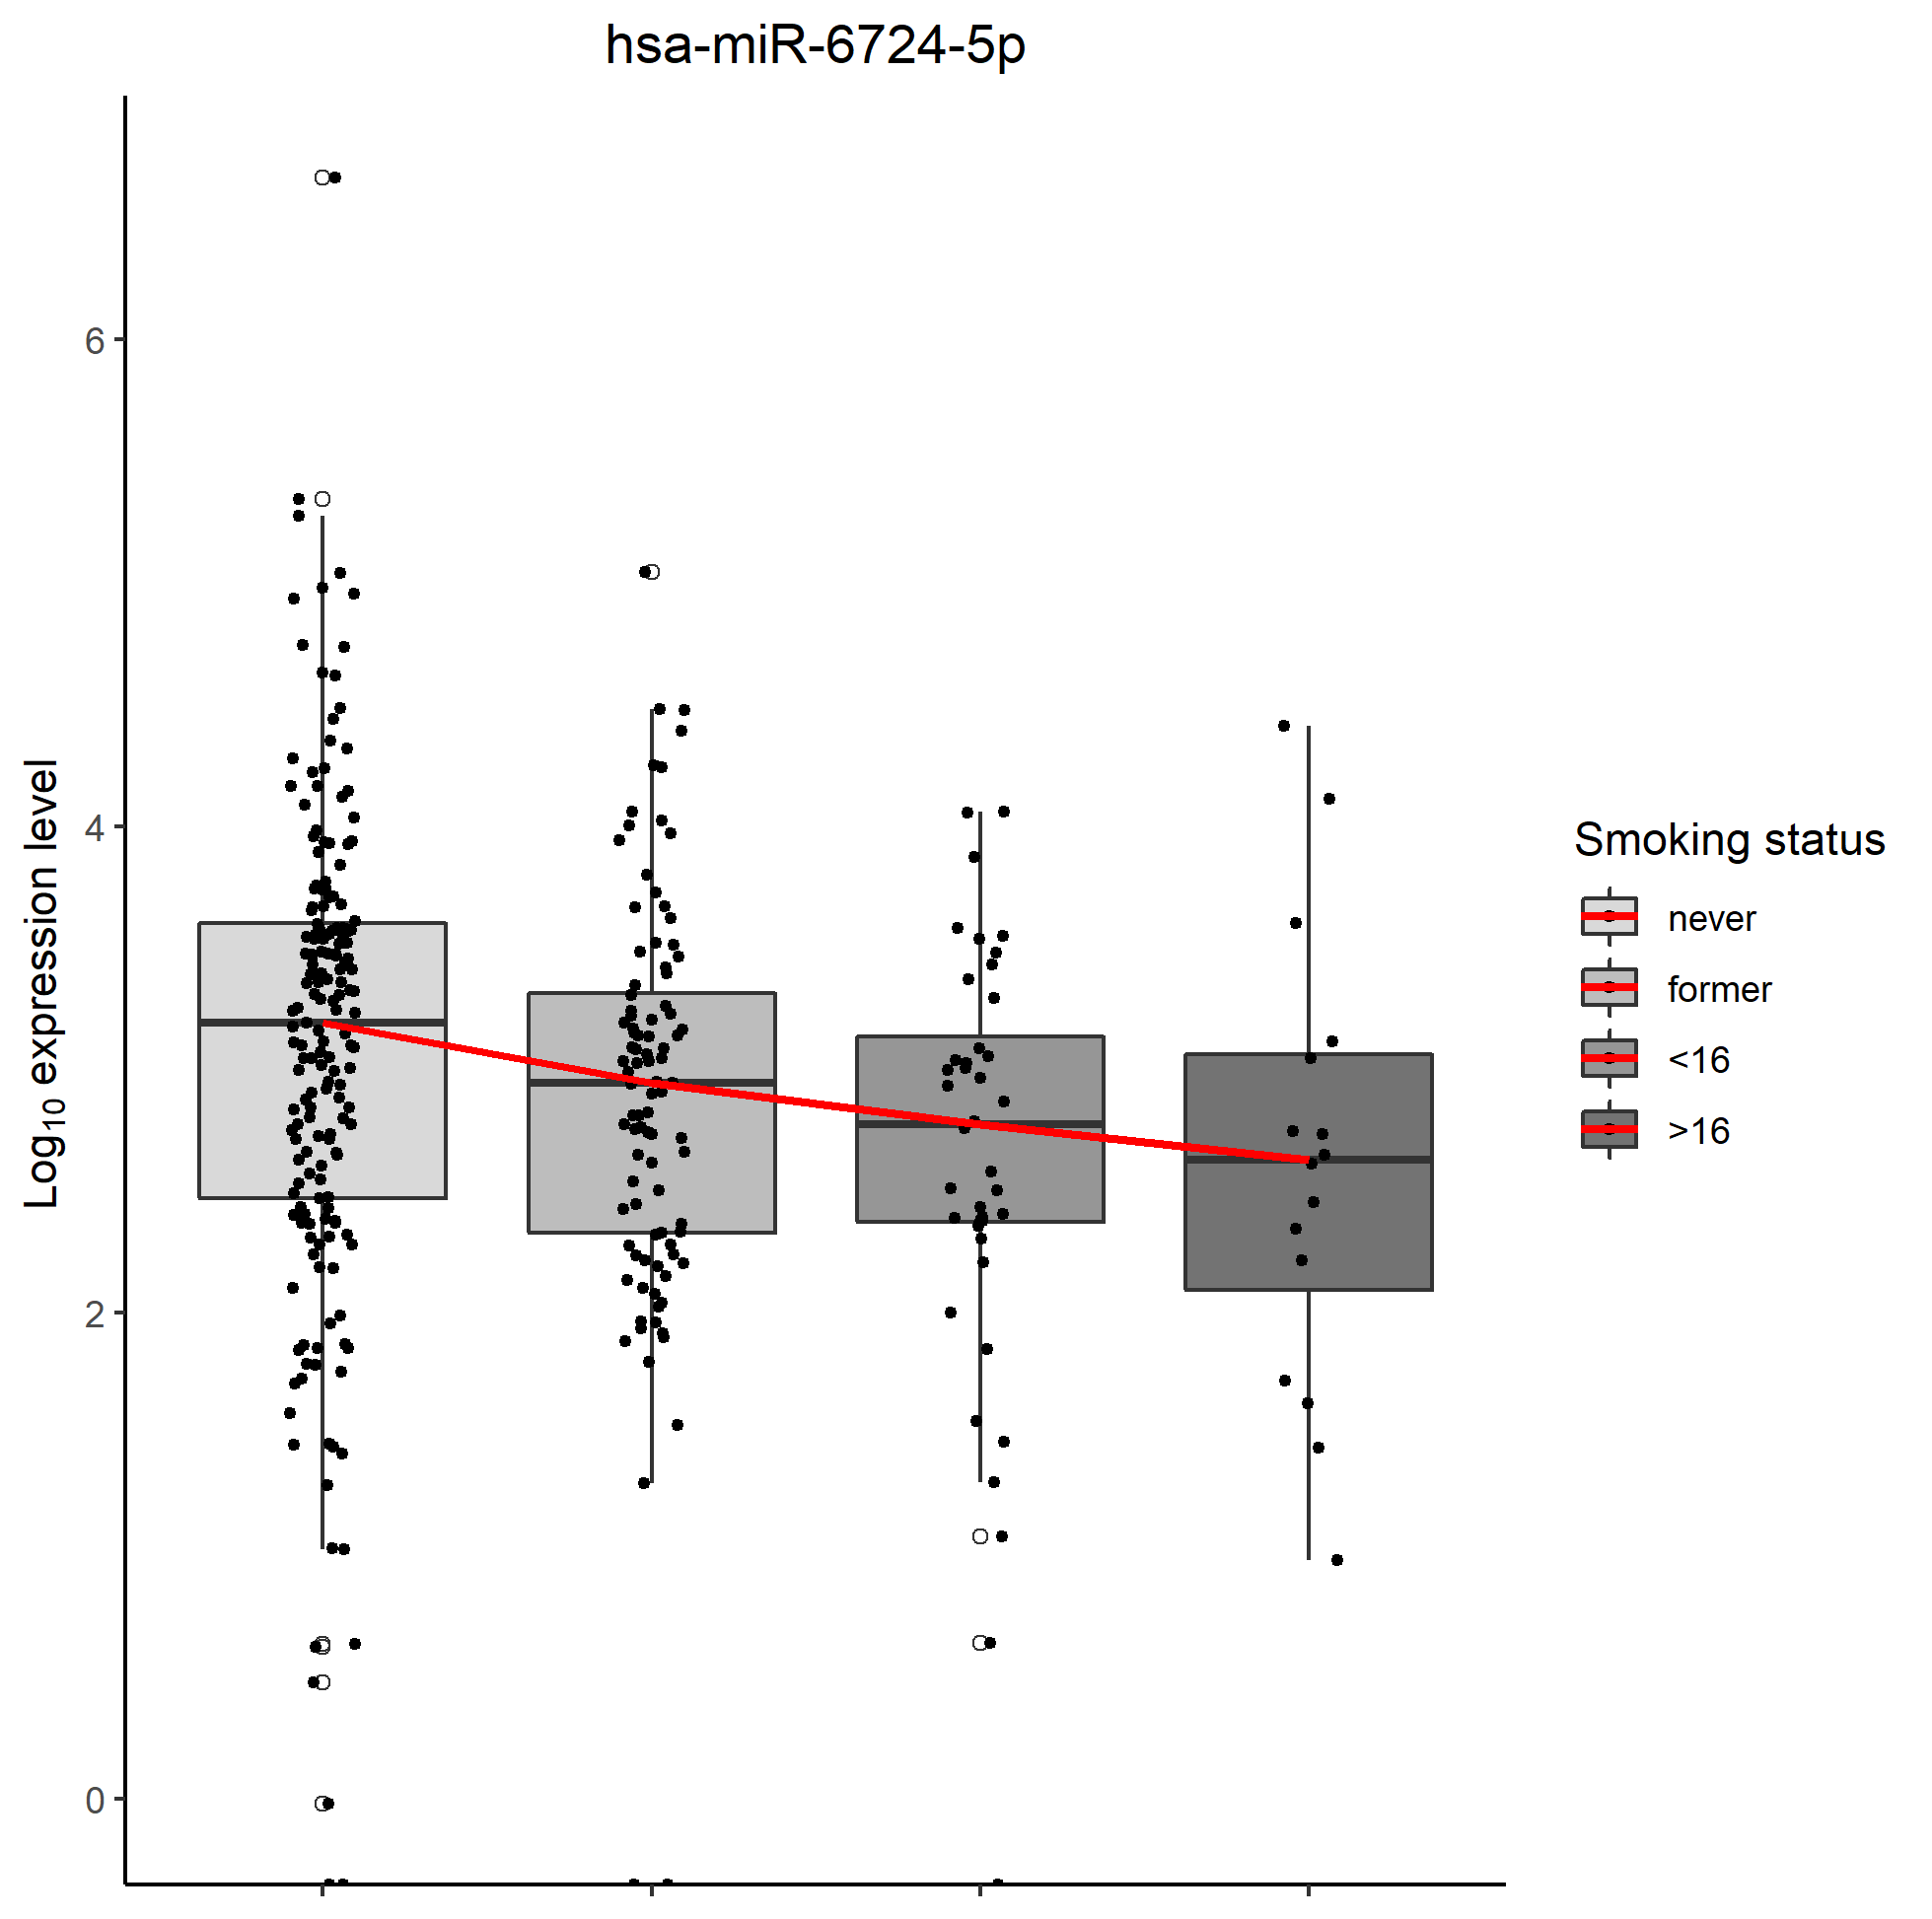 hsa-miR-6724-5p
6
4
2
0
Log₁₀ expression level
Smoking status
never
former
<16
>16